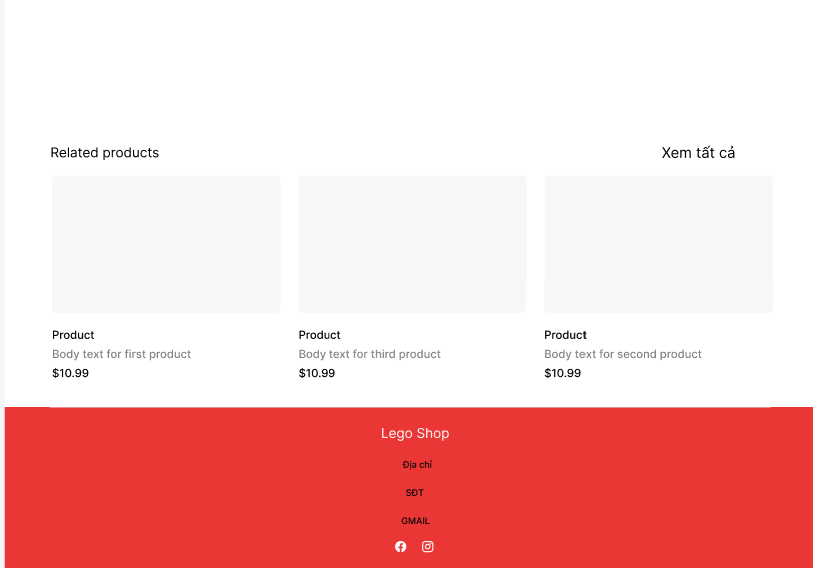 Related products
Xem tất cả
Product
Body text for first product
$10.99
Product
Body text for third product
$10.99
Product
Body text for second product
$10.99
Lego Shop
Địa chỉ
SĐT
GMAIL